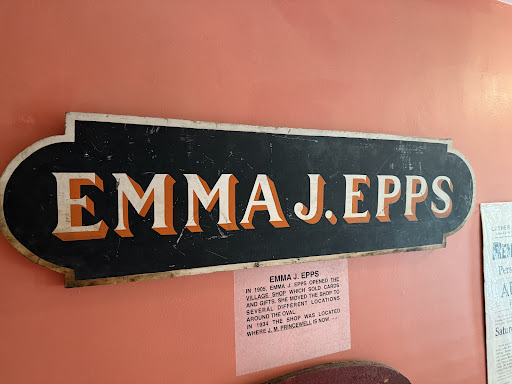 EMMA J. EPPS
EMMA J. EPPS
IN 1905, EMMA J. EPPS OPENED THE
VILLAGE SHOP WHICH SOLD CARDS
AND GIFTS. SHE MOVED THE SHOP TO
SEVERAL DIFFERENT LOCATIONS
AROUND THE OVAL.
IN 1934 THE SHOP WAS LOCATED
WHERE J. M. PRINCEWELL IS NOW.